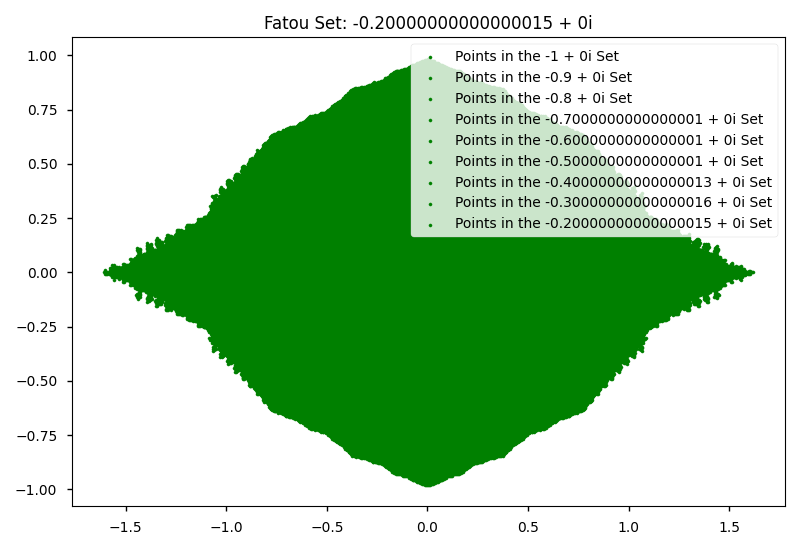 Fatou Set: -0.20000000000000015 + 0i
1.00
0.75
0.50
0.25
0.00
−0.25
−0.50
−0.75
−1.00
Points in the -1 + 0i Set
Points in the -0.9 + 0i Set
Points in the -0.8 + 0i Set
Points in the -0.7000000000000001 + 0i Set
Points in the -0.6000000000000001 + 0i Set
Points in the -0.5000000000000001 + 0i Set
Points in the -0.40000000000000013 + 0i Set
Points in the -0.30000000000000016 + 0i Set
Points in the -0.20000000000000015 + 0i Set
−1.5 −1.0 −0.5 0.0 0.5 1.0 1.5